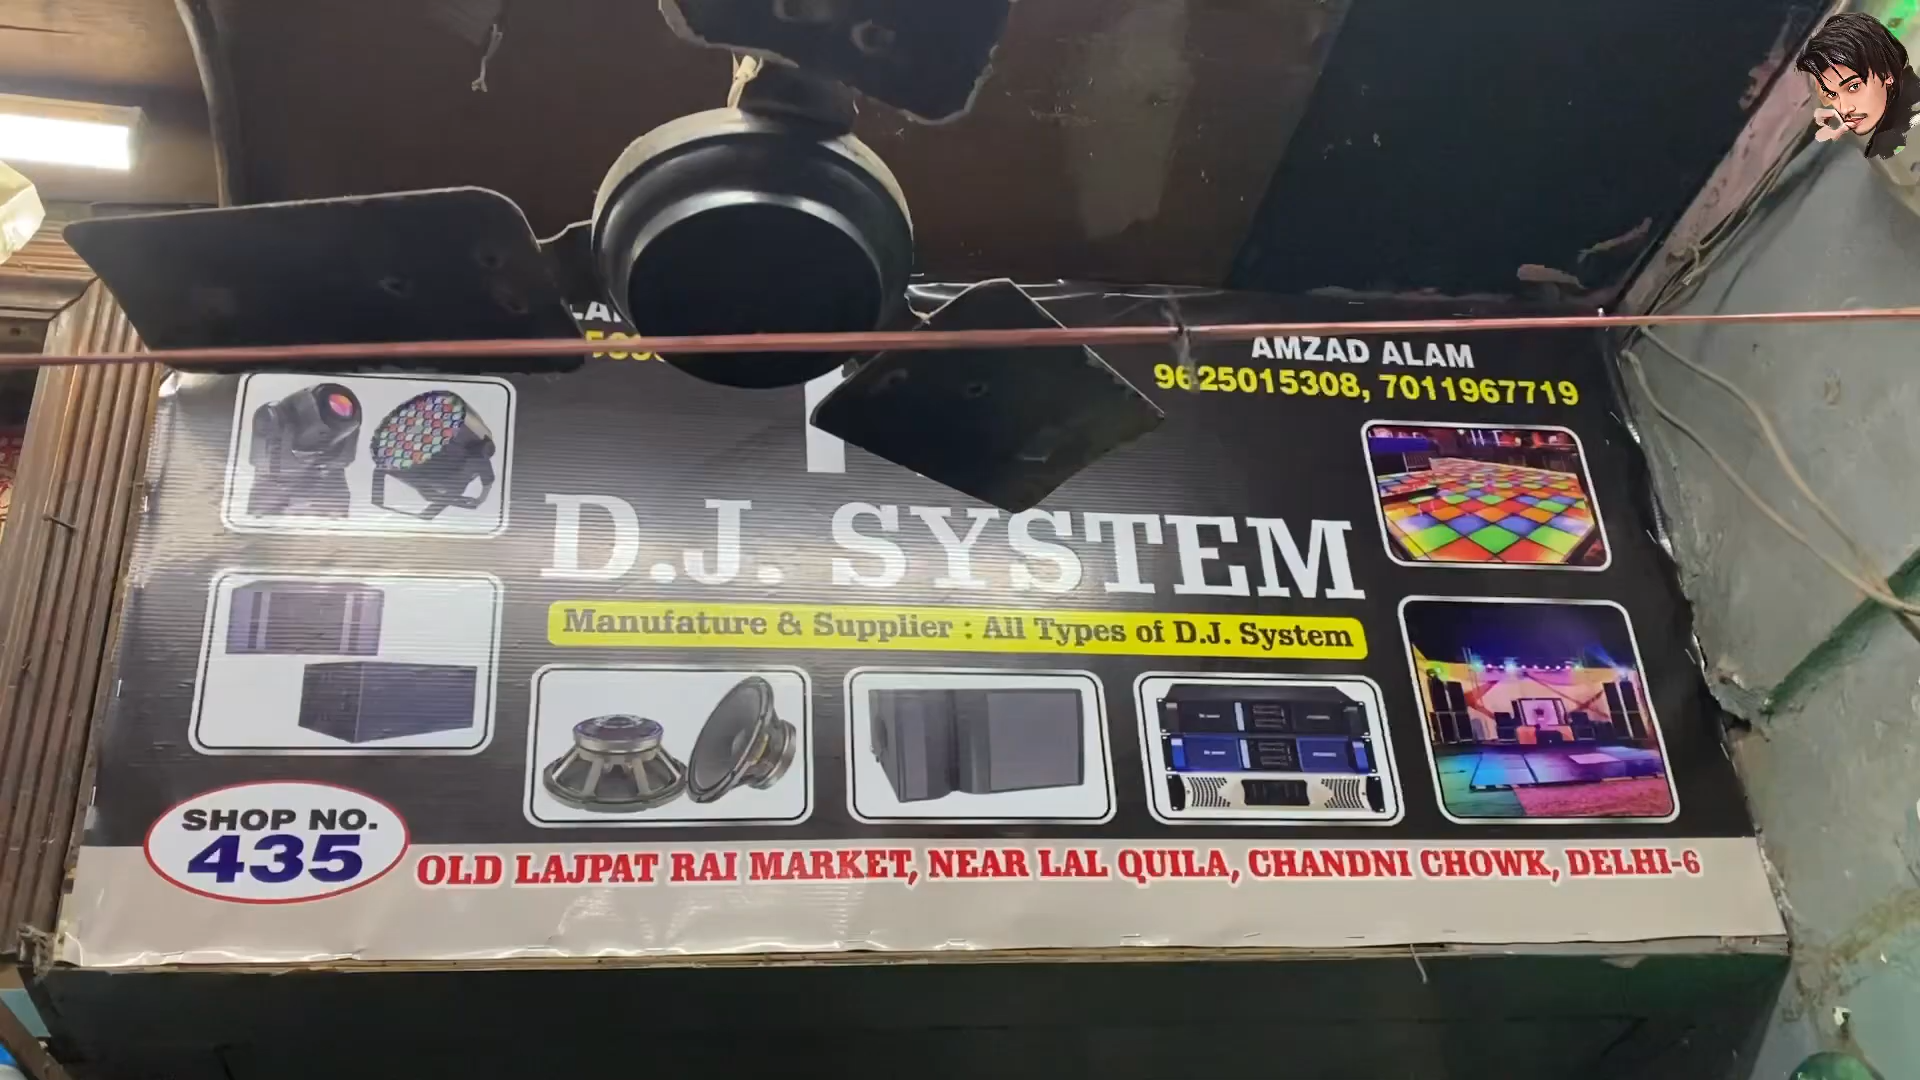 AMZAD ALAM
9625015308, 7011967719
D.J. SYSTEM
Manufature & Supplier : All Types of D.J. System
SHOP NO.
435
OLD LAJPAT RAI MARKET, NEAR LAL QUILA, CHANDNI CHOWK, DELHI-6